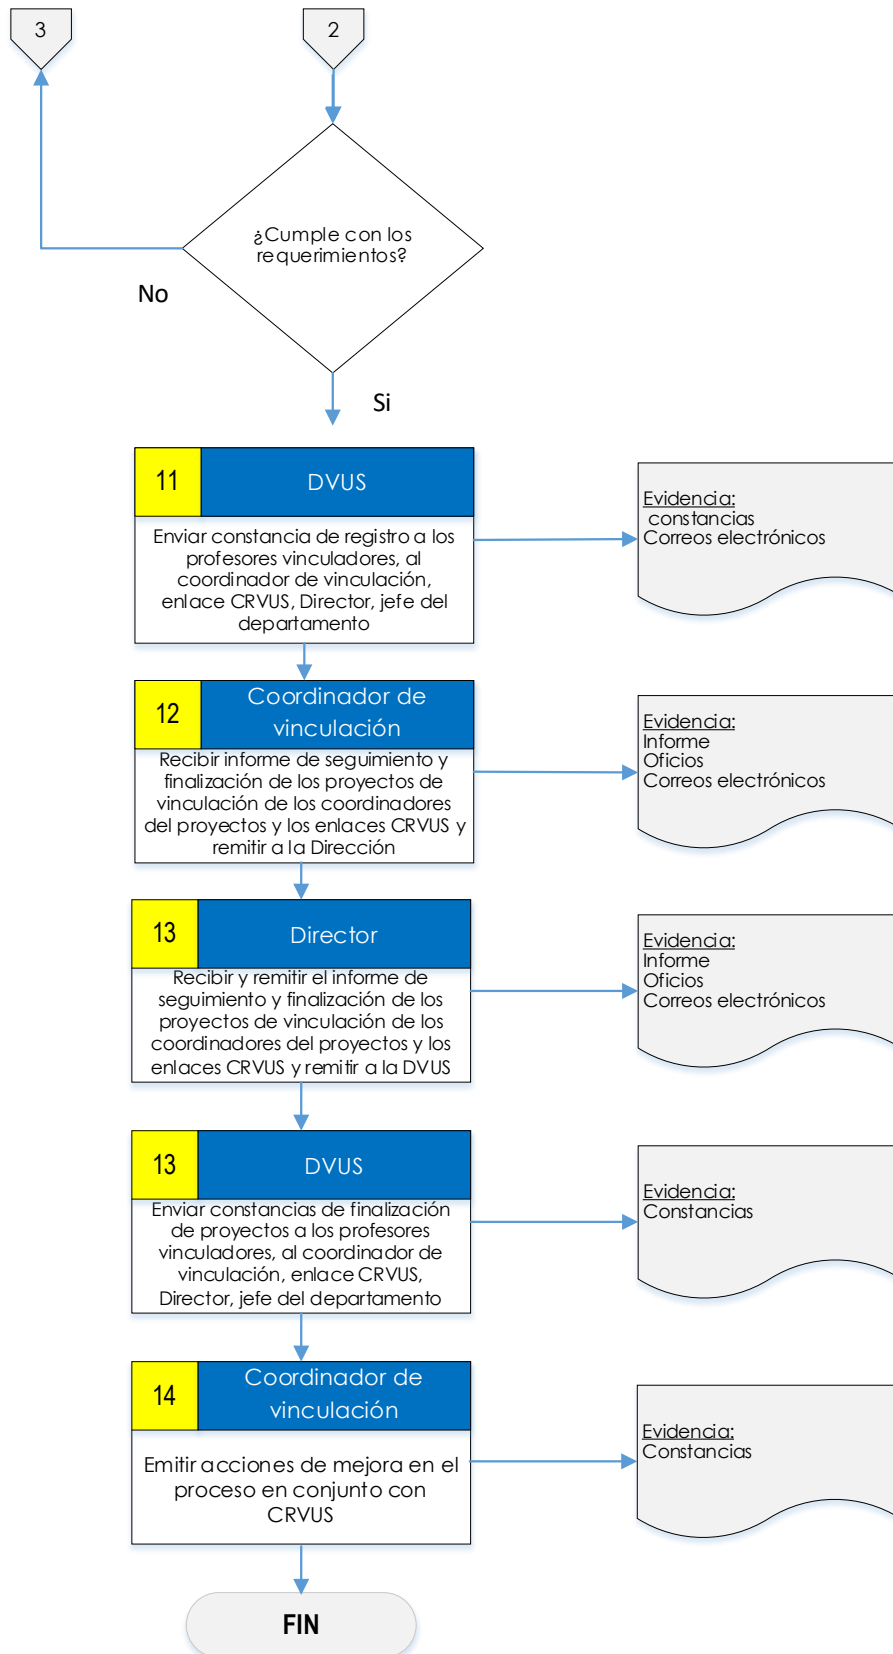 3
2
¿Cumple con los
requerimientos?
No
Si
11
DVUS
Enviar constancia de registro a los
profesores vinculadores, al
coordinador de vinculación,
enlace CRVUS, Director, jefe del
departamento
Evidencia:
constancias
Correos electrónicos
12
Coordinador de
vinculación
Recibir informe de seguimiento y
finalización de los proyectos de
vinculación de los coordinadores
del proyectos y los enlaces CRVUS y
remitir a la Dirección
Evidencia:
Informe
Oficios
Correos electrónicos
13
Director
Recibir y remitir el informe de
seguimiento y finalización de los
proyectos de vinculación de los
coordinadores del proyectos y los
enlaces CRVUS y remitir a la DVUS
Evidencia:
Informe
Oficios
Correos electrónicos
13
DVUS
Enviar constancias de finalización
de proyectos a los profesores
vinculadores, al coordinador de
vinculación, enlace CRVUS,
Director, jefe del departamento
Evidencia:
Constancias
14
Coordinador de
vinculación
Emitir acciones de mejora en el
proceso en conjunto con
CRVUS
Evidencia:
Constancias
FIN